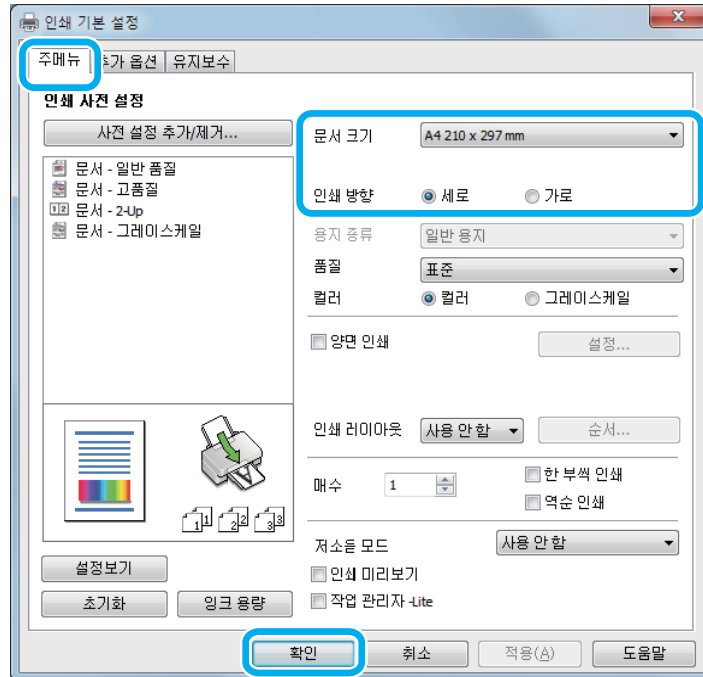 인쇄 기본 설정
주메뉴 추가 옵션 유지보수
인쇄 사전 설정
사전 설정 추가/제거...
문서 - 일반 품질
문서 - 고품질
문서 - 2-Up
문서 - 그레이스케일
문서 크기 A4 210 x 297 mm
인쇄 방향 세로 가로
용지 종류 일반 용지
품질 표준
컬러 컬러 그레이스케일
양면 인쇄 설정...
인쇄 레이아웃 사용 안 함 순서...
매수 1 한 부씩 인쇄
역순 인쇄
저소음 모드 사용 안 함
인쇄 미리보기
작업 관리자 -Lite
설정보기
초기화 잉크 용량
확인 취소 적용(A) 도움말